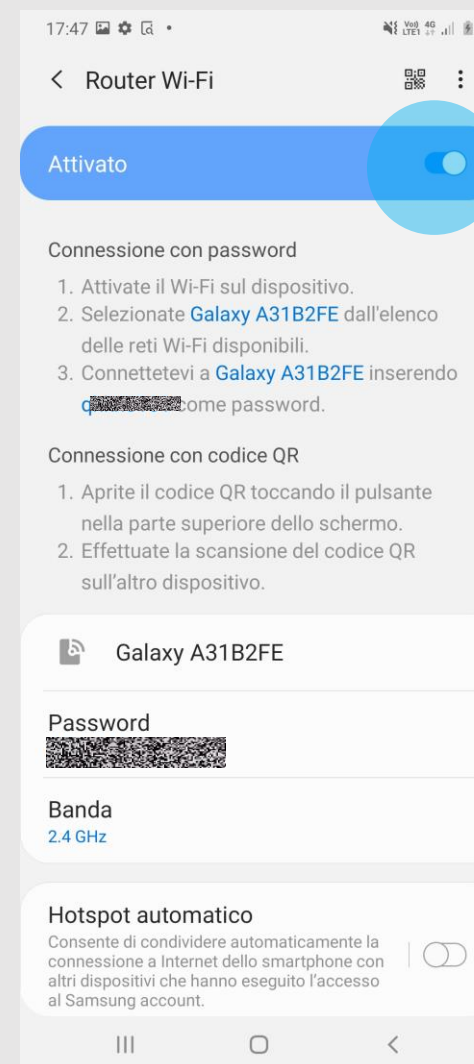 17:47
Voo) 4G
LTE1
Router Wi-Fi
Attivato
Connessione con password
1. Attivate il Wi-Fi sul dispositivo.
2. Selezionate Galaxy A31B2FE dall'elenco
delle reti Wi-Fi disponibili.
3. Connettetevi a Galaxy A31B2FE inserendo
come password.
Connessione con codice QR
1. Aprite il codice QR toccando il pulsante
nella parte superiore dello schermo.
2. Effettuate la scansione del codice QR
sull'altro dispositivo.
Galaxy A31B2FE
Password
Banda
2.4 GHz
Hotspot automatico
Consente di condividere automaticamente la
connessione a Internet dello smartphone con
altri dispositivi che hanno eseguito l'accesso
al Samsung account.